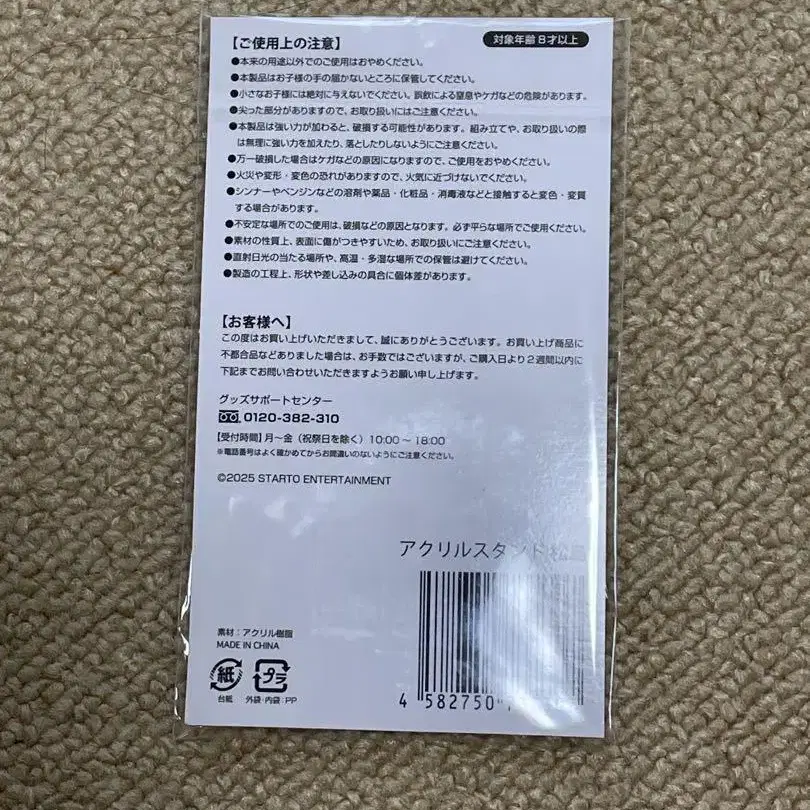 【ご使用上の注意】
対象年齢8才以上
●本来の用途以外でのご使用はおやめください。
●本製品はお子様の手の届かないところに保管してください。
●小さなお子様には絶対に与えないでください。誤飲による窒息やケガなどの危険があります。
●尖った部分がありますので、お取り扱いにはご注意ください。
●本製品は強い力が加わると、破損する可能性があります。組み立てや、お取り扱いの際
は無理に強い力を加えたり、落としたりしないようにご注意ください。
●万一破損した場合はケガなどの原因になりますので、ご使用をおやめください。
●火災や変形・変色の恐れがありますので、火気に近づけないでください。
●シンナーやベンジンなどの溶剤や薬品・化粧品・消毒液などと接触すると変色・変質
する場合があります。
●不安定な場所でのご使用は、破損などの原因となります。必ず平らな場所でご使用ください。
●素材の性質上、表面に傷がつきやすいため、お取り扱いにご注意ください。
●直射日光の当たる場所や、高温・多湿な場所での保管は避けてください。
●製造の工程上、形状や差し込みの具合に個体差があります。
【お客様へ】
この度はお買い上げいただきまして、誠にありがとうございます。お買い上げ商品に
不都合品などありました場合は、お手数ではございますが、ご購入日より2週間以内に
下記までお問い合わせいただきますようお願い申し上げます。
グッズサポートセンター
0120-382-310
【受付時間】月〜金（祝祭日を除く）10:00〜18:00
※電話番号はよく確かめてからお間違いのないようにご注意ください。
©2025 STARTO ENTERTAINMENT
アクリルスタンド松島
素材：アクリル樹脂
MADE IN CHINA
紙 プラ
台紙 外袋・内袋：PP
4 582750